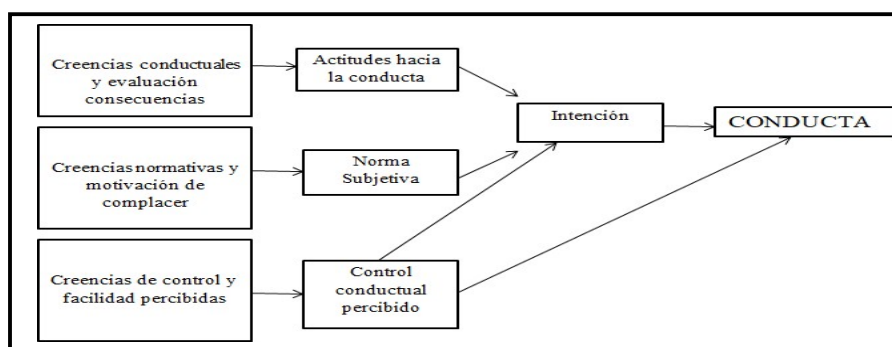 Creencias conductuales
y evaluación
consecuencias
Actitudes hacia
la conducta
Intención
CONDUCTA
Creencias normativas y
motivación de
complacer
Norma
Subjetiva
Creencias de control y
facilidad percibidas
Control
conductual
percibido